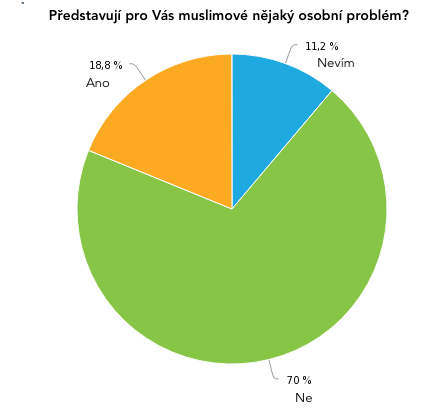 Představují pro Vás muslimové nějaký osobní problém?
11,2 %
Nevím
18,8 %
Ano
70 %
Ne